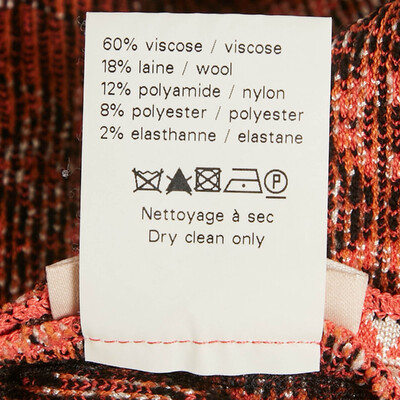 60% viscose / viscose
18% laine / wool
12% polyamide / nylon
8% polyester / polyester
2% elasthanne / elastane
P
Nettoyage à sec
Dry clean only